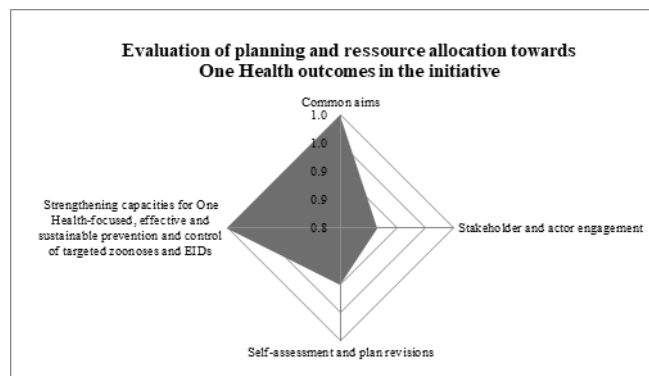 Evaluation of planning and ressource allocation towards
One Health outcomes in the initiative
Common aims
1.0
1.0
0.9
0.9
0.8
Strengthening capacities for One
Health-focused, effective and
sustainable prevention and control
of targeted zoonoses and EIDs
Stakeholder and actor engagement
Self-assessment and plan revisions